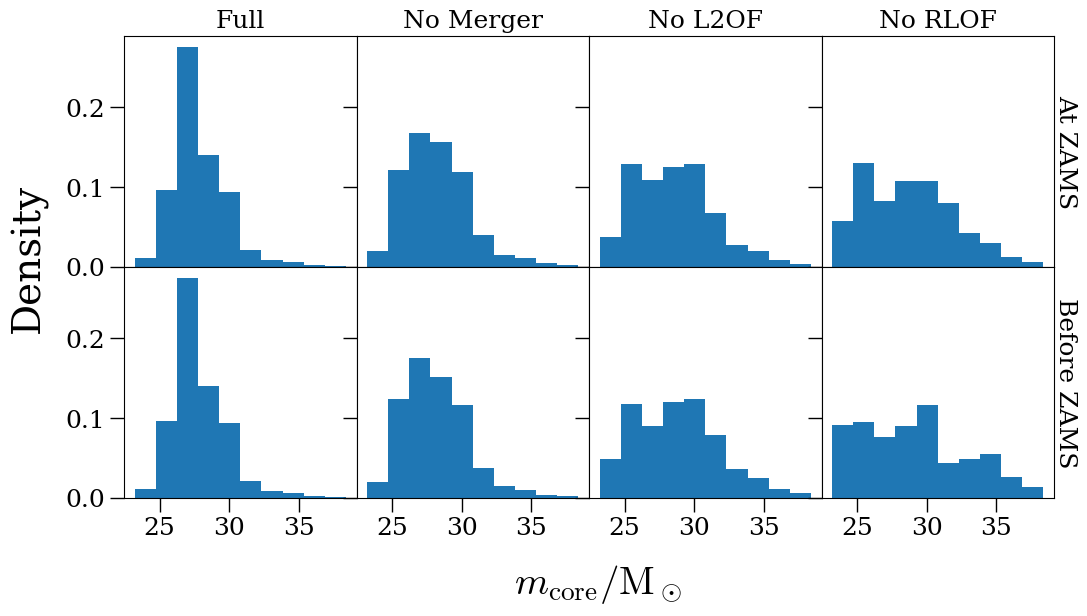 Full No Merger No L2OF No RLOF
Density
0.2
0.1
0.0
At ZAMS
0.2
0.1
0.0
Before ZAMS
25 30 35 25 30 35 25 30 35 25 30 35
m_core/M_⊙